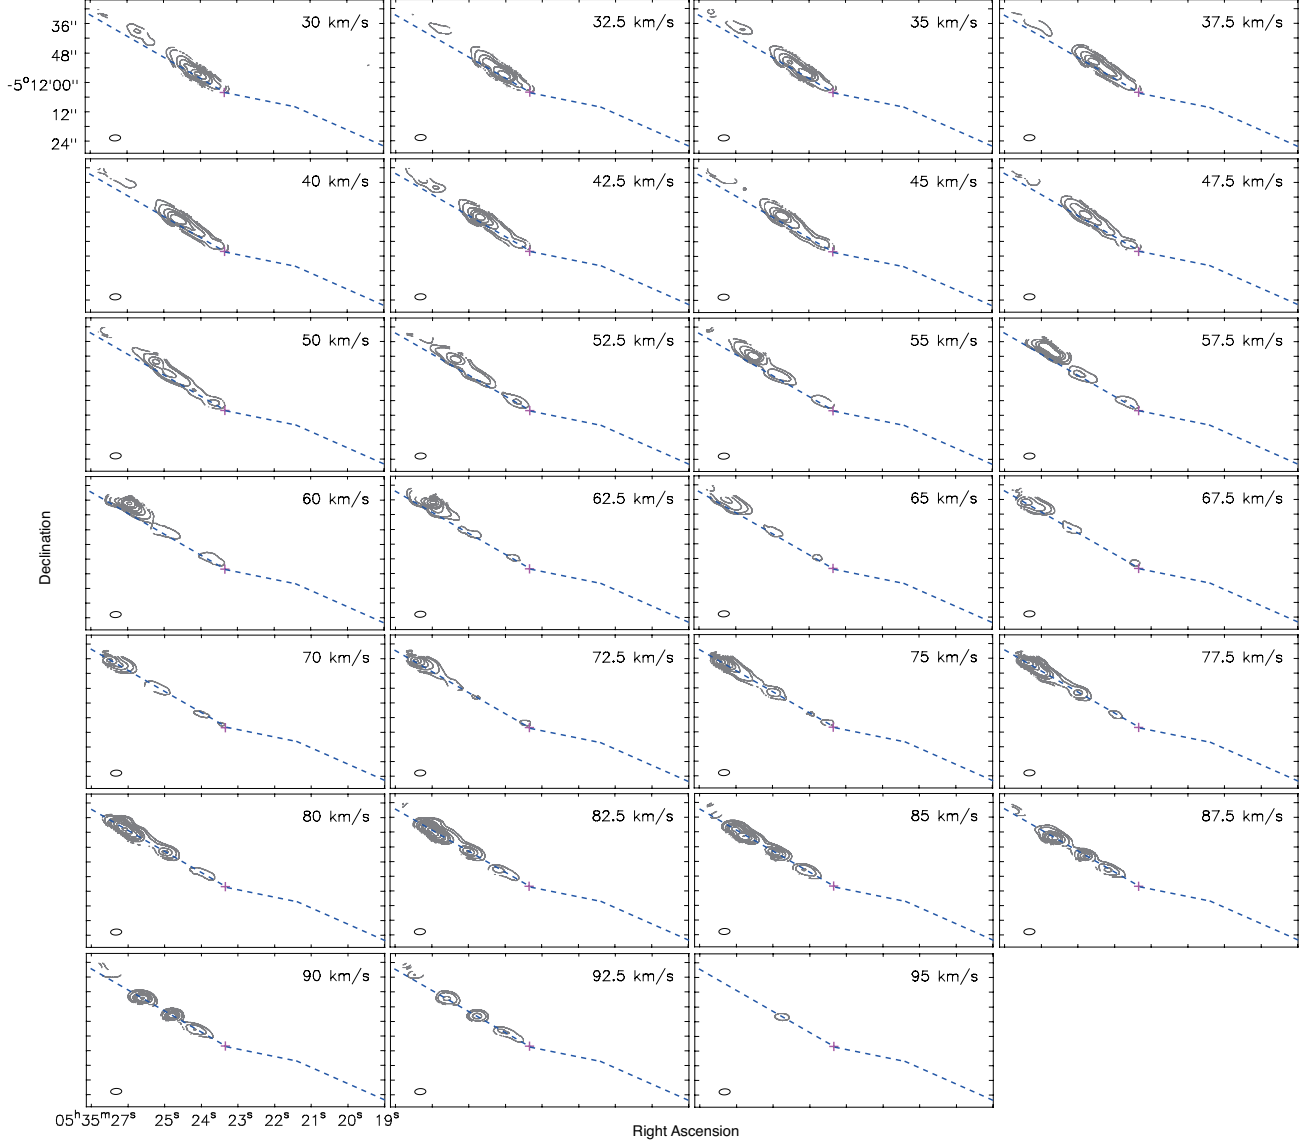 30 km/s
32.5 km/s
35 km/s
37.5 km/s
36"
48"
-5°12'00"
12"
24"
40 km/s
42.5 km/s
45 km/s
47.5 km/s
50 km/s
52.5 km/s
55 km/s
57.5 km/s
60 km/s
62.5 km/s
65 km/s
67.5 km/s
Declination
70 km/s
72.5 km/s
75 km/s
77.5 km/s
80 km/s
82.5 km/s
85 km/s
87.5 km/s
90 km/s
92.5 km/s
95 km/s
05ʰ35ᵐ27ˢ 25ˢ 24ˢ 23ˢ 22ˢ 21ˢ 20ˢ 19ˢ
Right Ascension